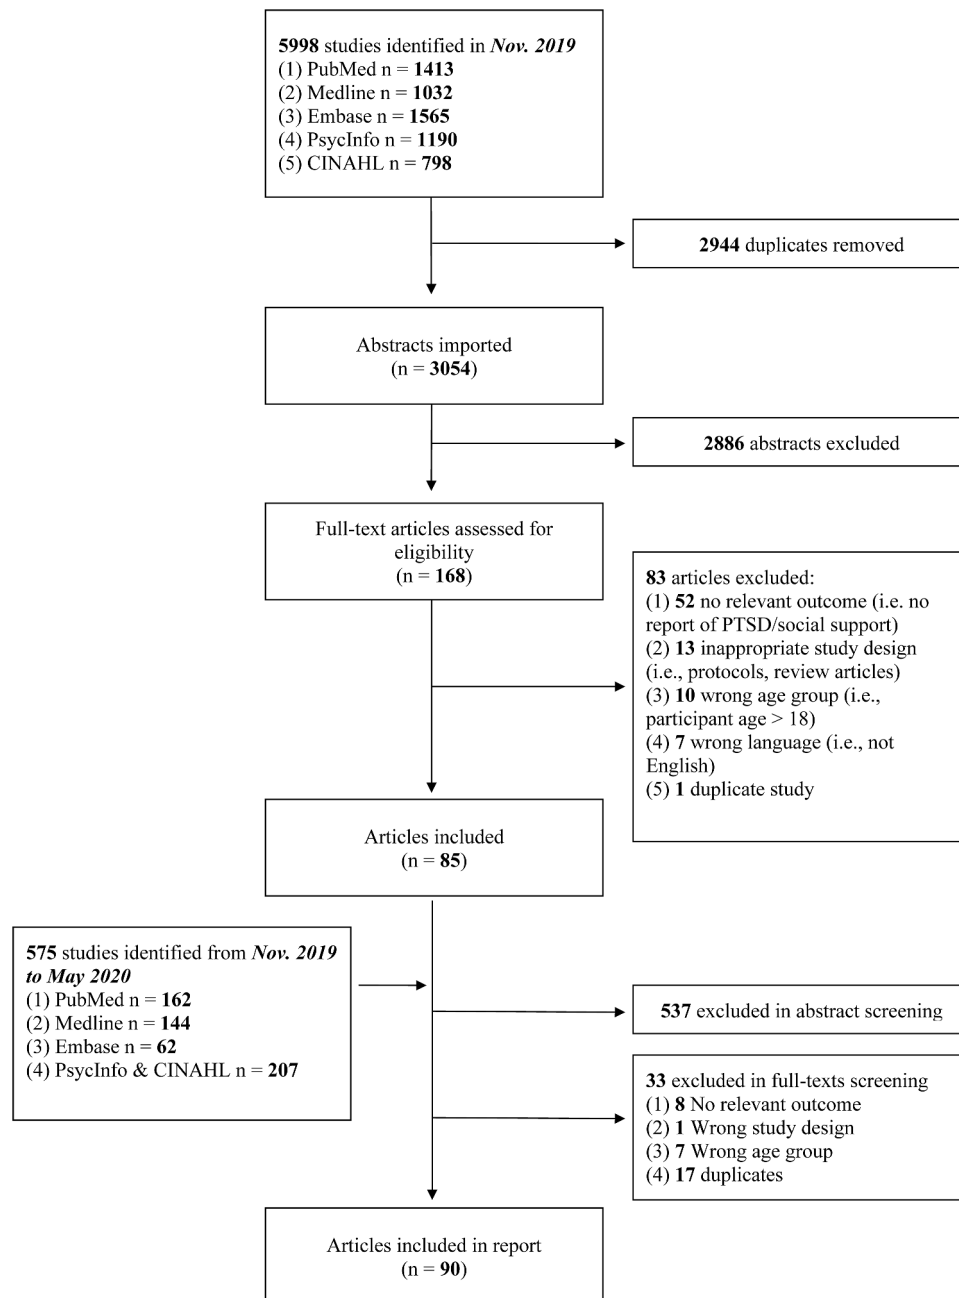 5998 studies identified in Nov. 2019
(1) PubMed n = 1413
(2) Medline n = 1032
(3) Embase n = 1565
(4) PsycInfo n = 1190
(5) CINAHL n = 798
2944 duplicates removed
Abstracts imported
(n = 3054)
2886 abstracts excluded
Full-text articles assessed for
eligibility
(n = 168)
83 articles excluded:
(1) 52 no relevant outcome (i.e. no
report of PTSD/social support)
(2) 13 inappropriate study design
(i.e., protocols, review articles)
(3) 10 wrong age group (i.e.,
participant age > 18)
(4) 7 wrong language (i.e., not
English)
(5) 1 duplicate study
Articles included
(n = 85)
575 studies identified from Nov. 2019
to May 2020
(1) PubMed n = 162
(2) Medline n = 144
(3) Embase n = 62
(4) PsycInfo & CINAHL n = 207
537 excluded in abstract screening
33 excluded in full-texts screening
(1) 8 No relevant outcome
(2) 1 Wrong study design
(3) 7 Wrong age group
(4) 17 duplicates
Articles included in report
(n = 90)